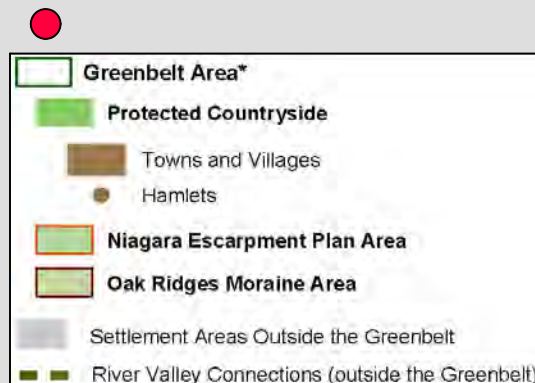 Greenbelt Area*
Protected Countryside
Towns and Villages
Hamlets
Niagara Escarpment Plan Area
Oak Ridges Moraine Area
Settlement Areas Outside the Greenbelt
River Valley Connections (outside the Greenbelt)